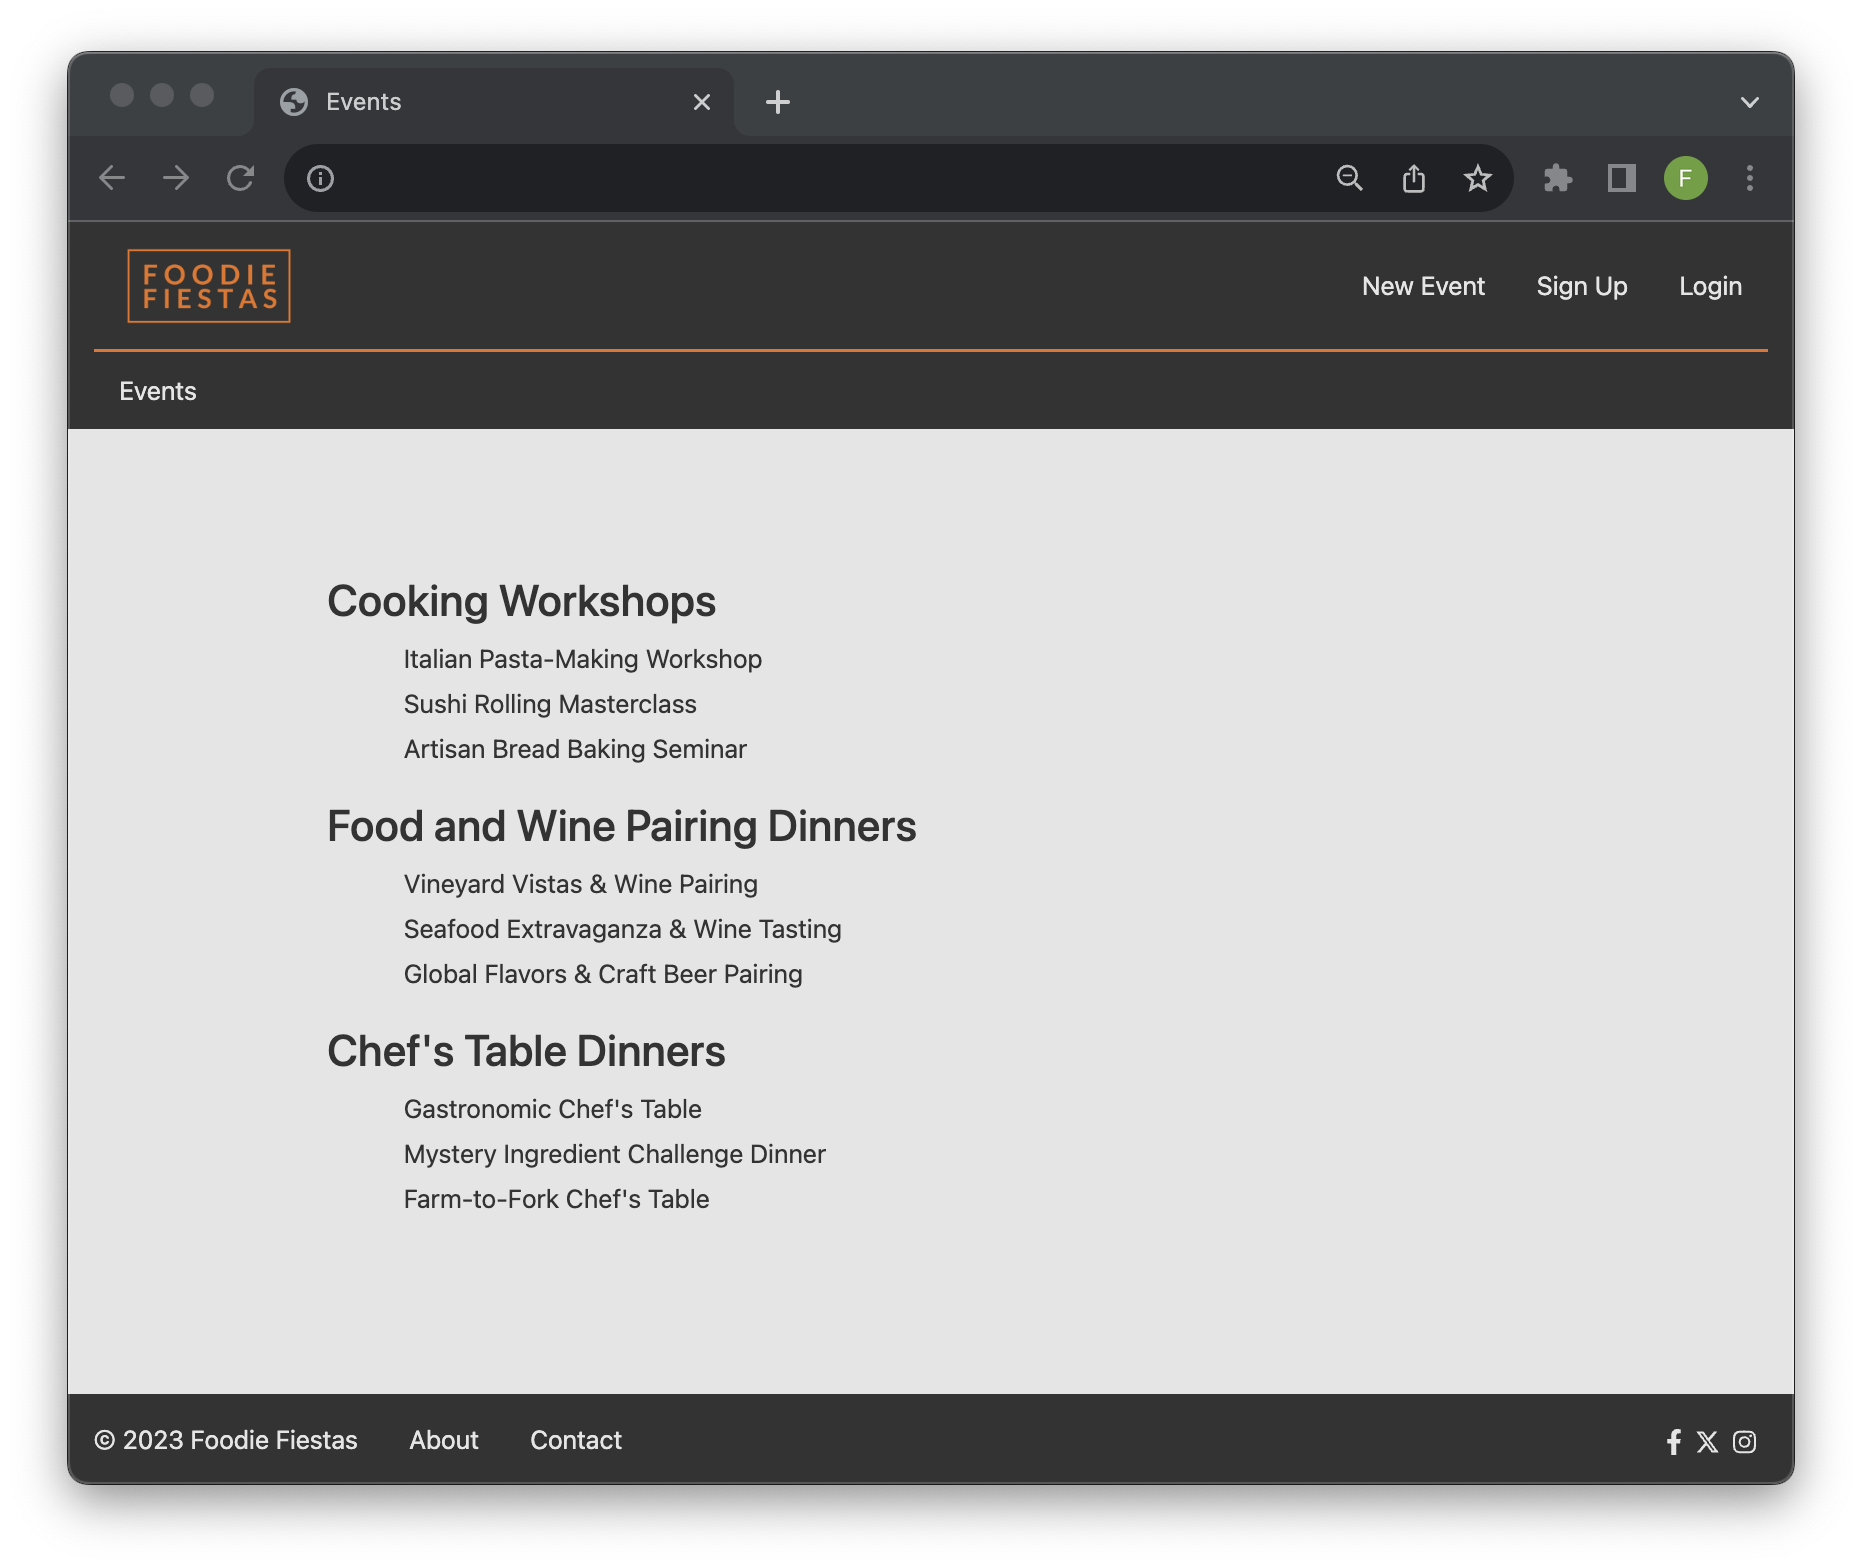 Events
F
FOODIE
FIESTAS
New Event Sign Up Login
Events
Cooking Workshops
Italian Pasta-Making Workshop
Sushi Rolling Masterclass
Artisan Bread Baking Seminar
Food and Wine Pairing Dinners
Vineyard Vistas & Wine Pairing
Seafood Extravaganza & Wine Tasting
Global Flavors & Craft Beer Pairing
Chef's Table Dinners
Gastronomic Chef's Table
Mystery Ingredient Challenge Dinner
Farm-to-Fork Chef's Table
© 2023 Foodie Fiestas About Contact